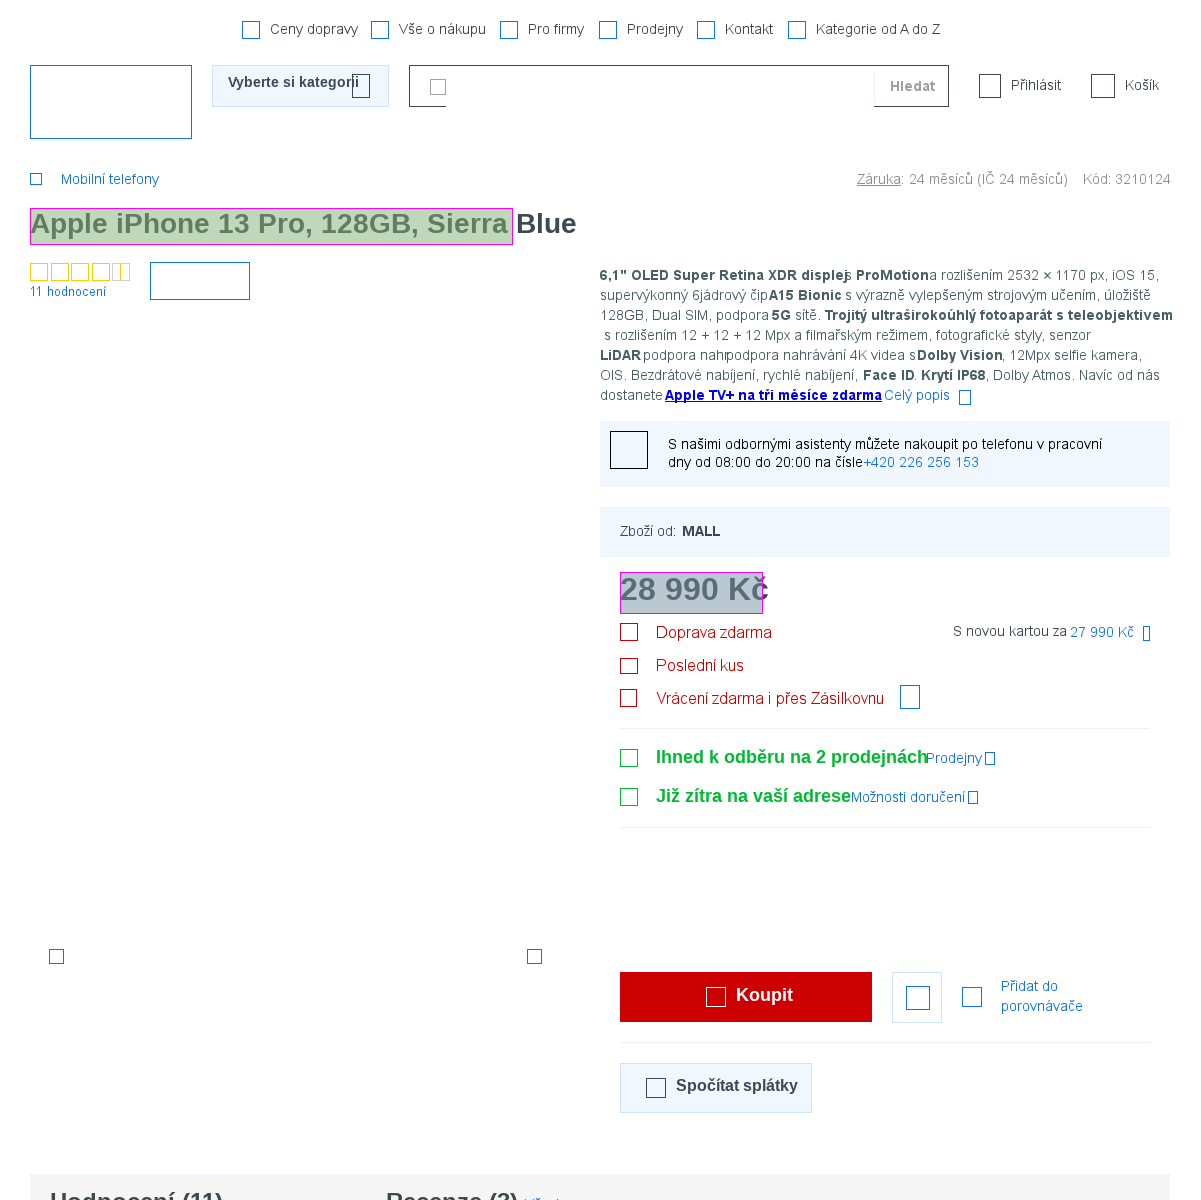 Ceny dopravy Vše o nákupu Pro firmy Prodejny Kontakt Kategorie od A do Z
Vyberte si kategorii Hledat Přihlásit Košík
Mobilní telefony Záruka: 24 měsíců (IČ 24 měsíců) Kód: 3210124
Apple iPhone 13 Pro, 128GB, Sierra Blue
11 hodnocení
6,1" OLED Super Retina XDR displej s ProMotion a rozlišením 2532 × 1170 px, iOS 15,
supervýkonný 6jádrový čip A15 Bionic s výrazně vylepšeným strojovým učením, úložiště
128GB, Dual SIM, podpora 5G sítě. Trojitý ultraširokoúhlý fotoaparát s teleobjektivem
s rozlišením 12 + 12 + 12 Mpx a filmařským režimem, fotografické styly, senzor
LiDAR podpora nahrpodpora nahrávání 4K videa s Dolby Vision, 12Mpx selfie kamera,
OIS. Bezdrátové nabíjení, rychlé nabíjení, Face ID. Krytí IP68, Dolby Atmos. Navíc od nás
dostanete Apple TV+ na tři měsíce zdarma Celý popis
S našimi odbornými asistenty můžete nakoupit po telefonu v pracovní
dny od 08:00 do 20:00 na čísle +420 226 256 153
Zboží od: MALL
28 990 Kč
Doprava zdarma S novou kartou za 27 990 Kč
Poslední kus
Vrácení zdarma i přes Zásilkovnu
Ihned k odběru na 2 prodejnách Prodejny
Již zítra na vaší adrese Možnosti doručení
Koupit
Přidat do
porovnávače
Spočítat splátky
Hodnocení (11) Recenze (3)